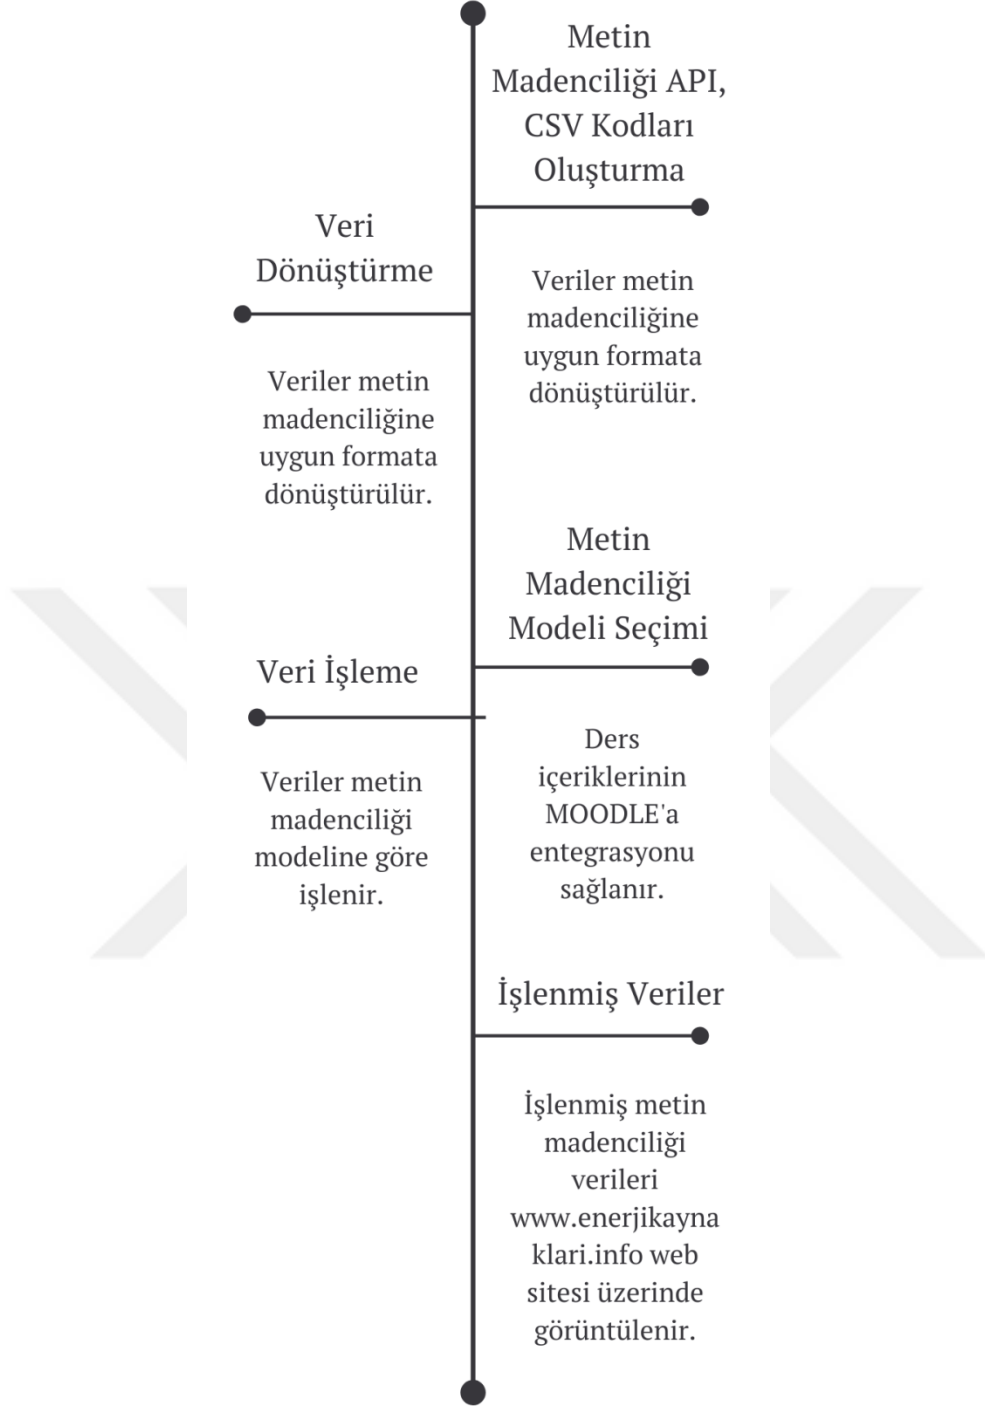 Metin
Madenciliği API,
CSV Kodları
Oluşturma
Veriler metin
madenciliğine
uygun formata
dönüştürülür.
Veri
Dönüştürme
Veriler metin
madenciliğine
uygun formata
dönüştürülür.
Metin
Madenciliği
Modeli Seçimi
Ders
içeriklerinin
MOODLE'a
entegrasyonu
sağlanır.
Veri İşleme
Veriler metin
madenciliği
modeline göre
işlenir.
İşlenmiş Veriler
İşlenmiş metin
madenciliği
verileri
www.enerjikayna
klari.info web
sitesi üzerinde
görüntülenir.